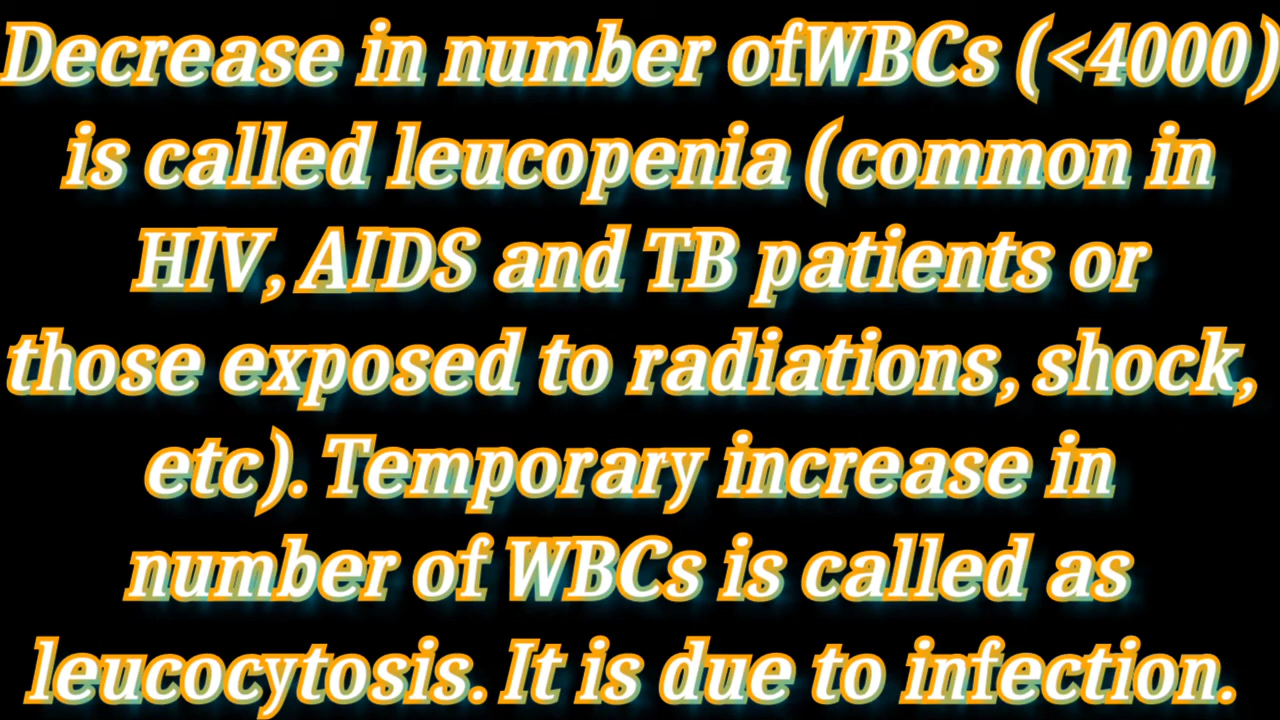 Decrease in number ofWBCs (<4000)
is called leucopenia (common in
HIV, AIDS and TB patients or
those exposed to radiations, shock,
etc). Temporary increase in
number of WBCs is called as
leucocytosis. It is due to infection.